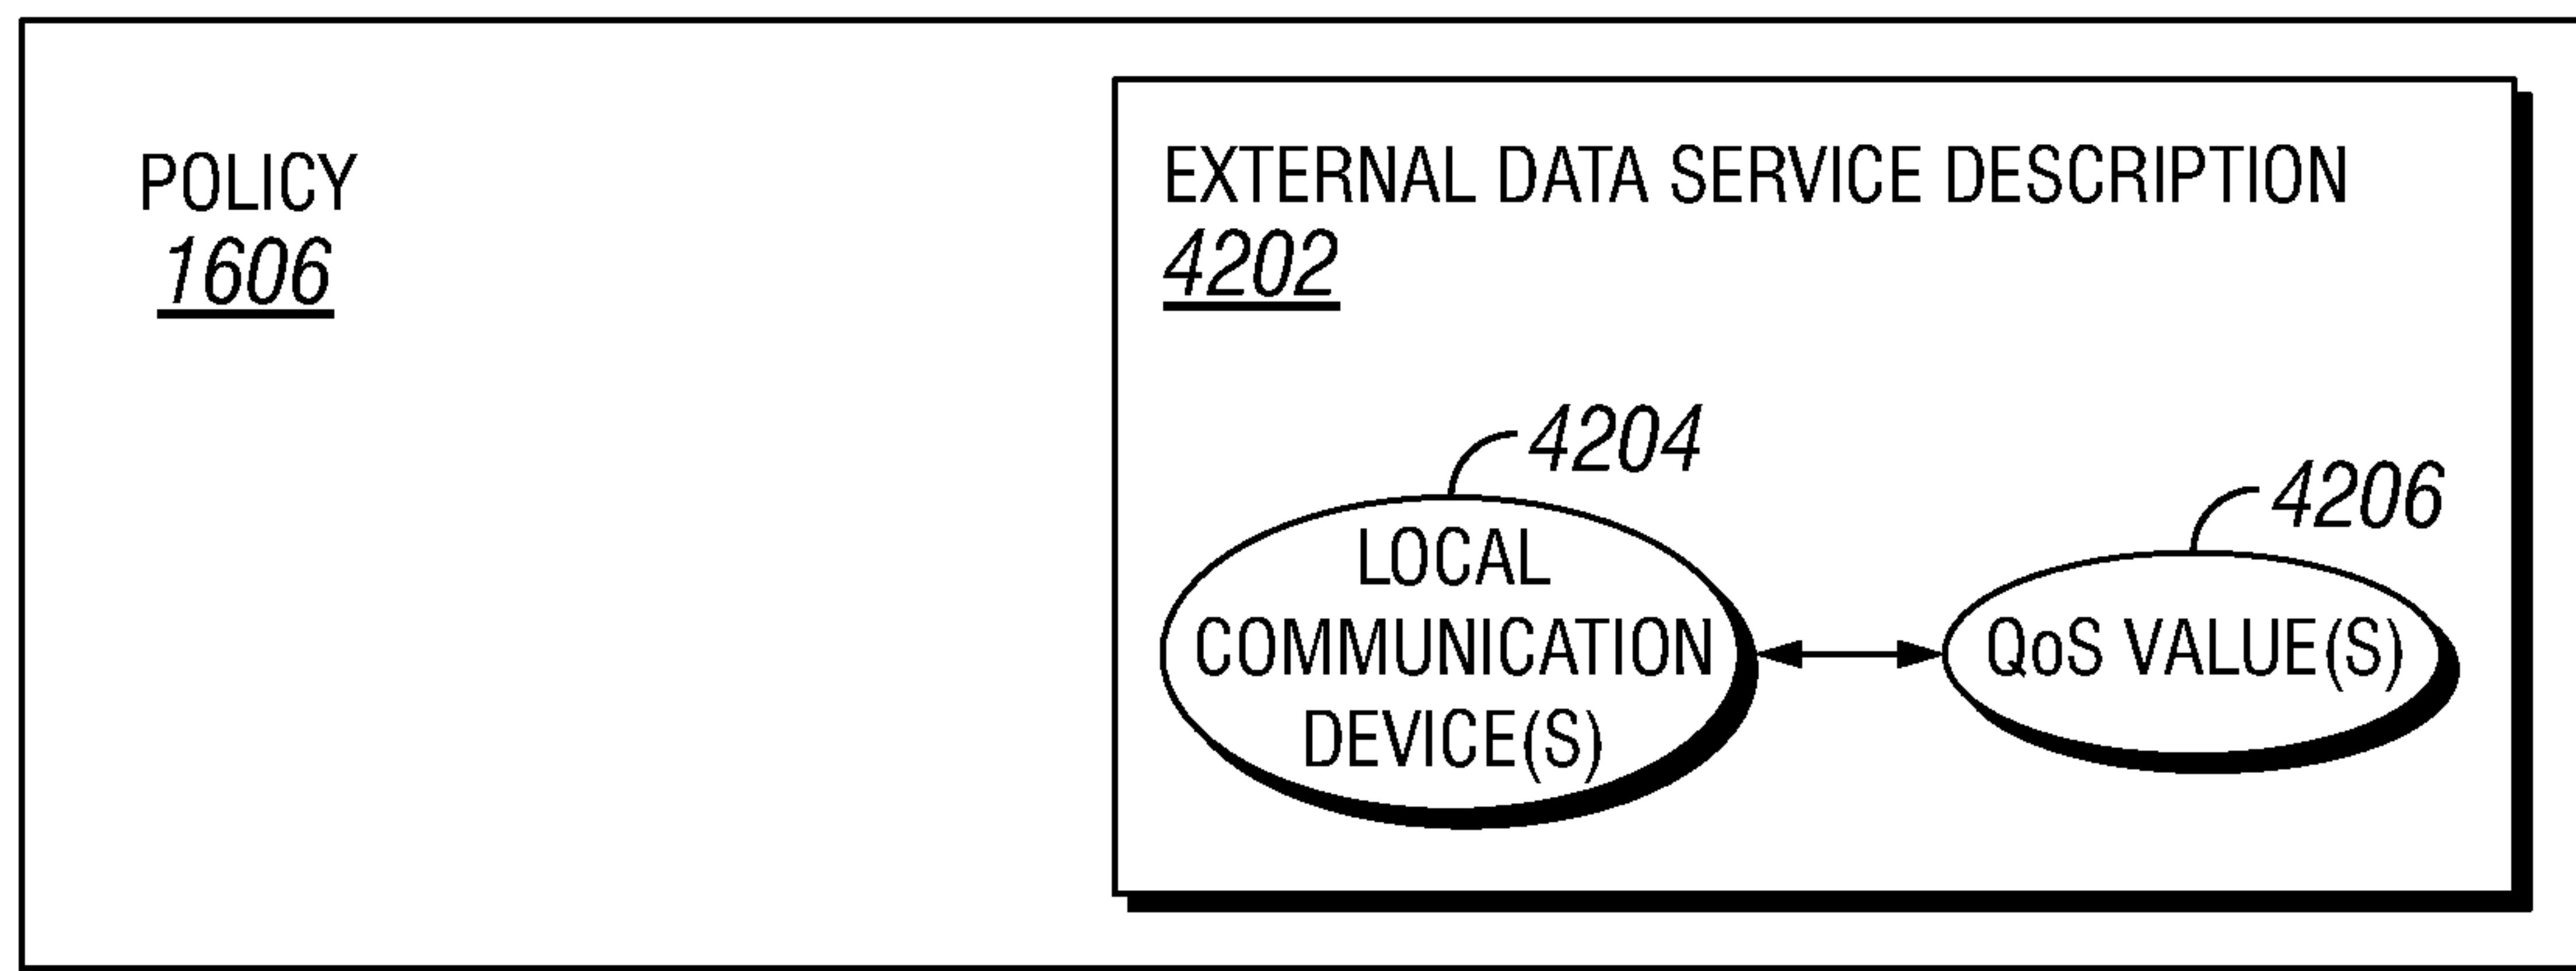 POLICY
1606
EXTERNAL DATA SERVICE DESCRIPTION
4202
4204
LOCAL
COMMUNICATION
DEVICE(S)
4206
QoS VALUE(S)